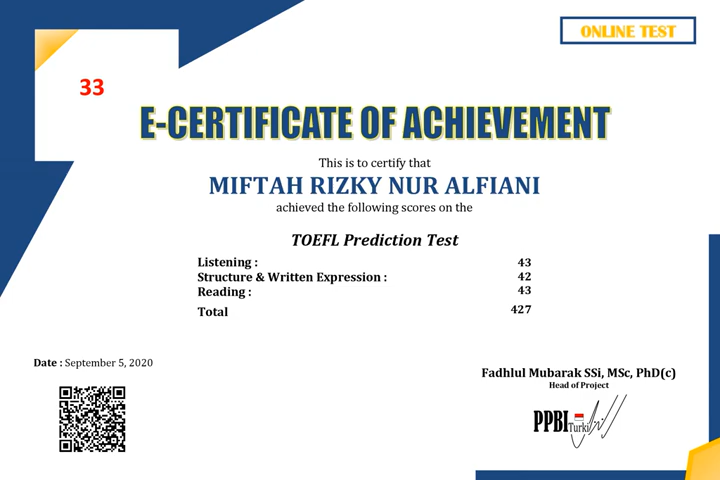 ONLINE TEST
33
E-CERTIFICATE OF ACHIEVEMENT
This is to certify that
MIFTAH RIZKY NUR ALFIANI
achieved the following scores on the
TOEFL Prediction Test
Listening : 43
Structure & Written Expression : 42
Reading : 43
Total 427
Date : September 5, 2020
Fadhlul Mubarak SSi, MSc, PhD(c)
Head of Project
PPBI Turki